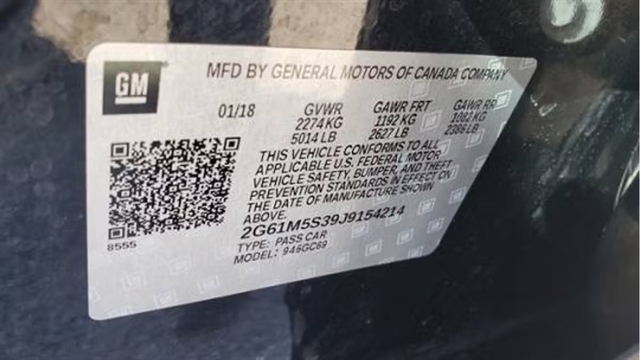 GM
MFD BY GENERAL MOTORS OF CANADA COMPANY
01/18 GVWR GAWR FRT GAWR RR
2274 KG 1192 KG 1082 KG
5014 LB 2627 LB 2386 LB
THIS VEHICLE CONFORMS TO ALL
APPLICABLE U.S. FEDERAL MOTOR
VEHICLE SAFETY, BUMPER, AND THEFT
PREVENTION STANDARDS IN EFFECT
ON THE DATE OF MANUFACTURE SHOWN
ABOVE.
2G61M5S39J9154214
TYPE: PASS CAR
MODEL: 946GC69
8555